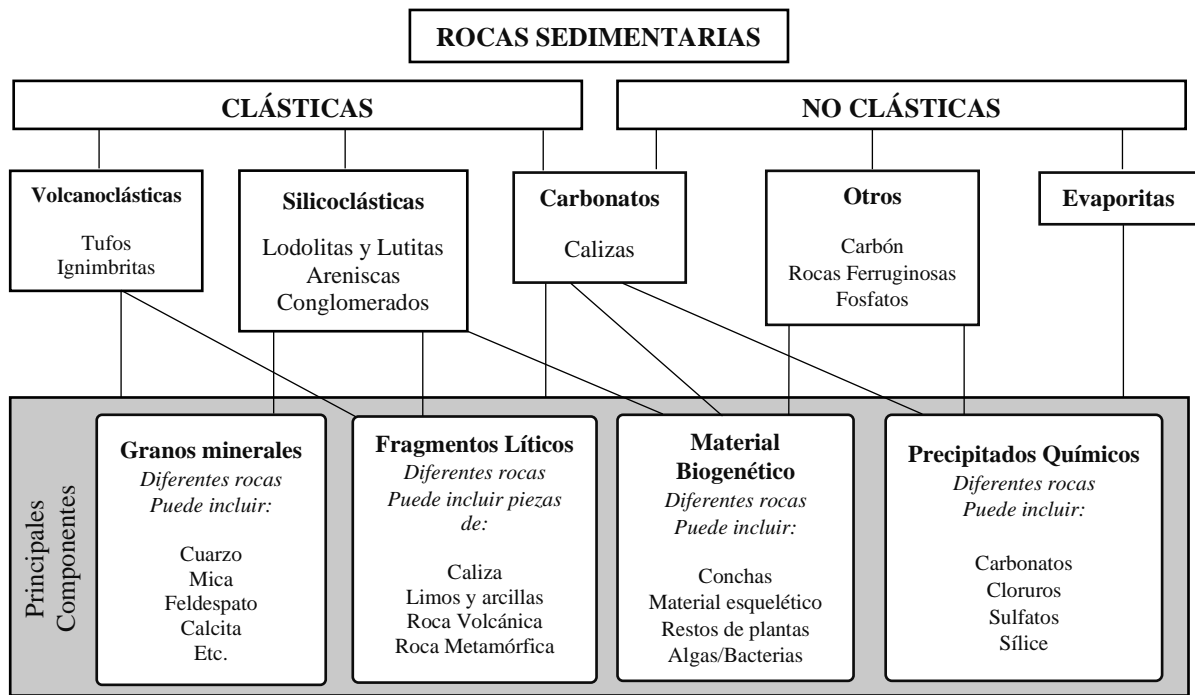 ROCAS SEDIMENTARIAS
CLÁSTICAS
NO CLÁSTICAS
Volcanoclásticas
Tufos
Ignimbritas
Silicoclásticas
Lodolitas y Lutitas
Areniscas
Conglomerados
Carbonatos
Calizas
Otros
Carbón
Rocas Ferruginosas
Fosfatos
Evaporitas
Principales
Componentes
Granos minerales
Diferentes rocas
Puede incluir:
Cuarzo
Mica
Feldespato
Calcita
Etc.
Fragmentos Líticos
Diferentes rocas
Puede incluir piezas
de:
Caliza
Limos y arcillas
Roca Volcánica
Roca Metamórfica
Material
Biogenético
Diferentes rocas
Puede incluir:
Conchas
Material esquelético
Restos de plantas
Algas/Bacterias
Precipitados Químicos
Diferentes rocas
Puede incluir:
Carbonatos
Cloruros
Sulfatos
Sílice